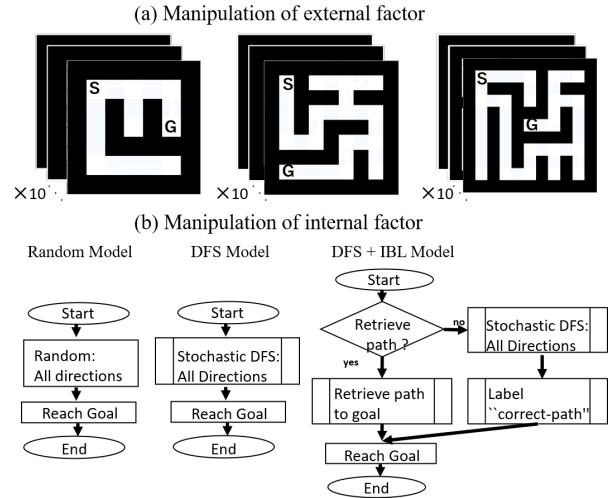 (a) Manipulation of external factor
S
G
×10
S
G
×10
S
G
×10
(b) Manipulation of internal factor
Random Model
Start
Random:
All directions
Reach Goal
End
DFS Model
Start
Stochastic DFS:
All Directions
Reach Goal
End
DFS + IBL Model
Start
Retrieve
path ?
no
yes
Stochastic DFS:
All Directions
Retrieve path
to goal
Label
``correct-path"
Reach Goal
End